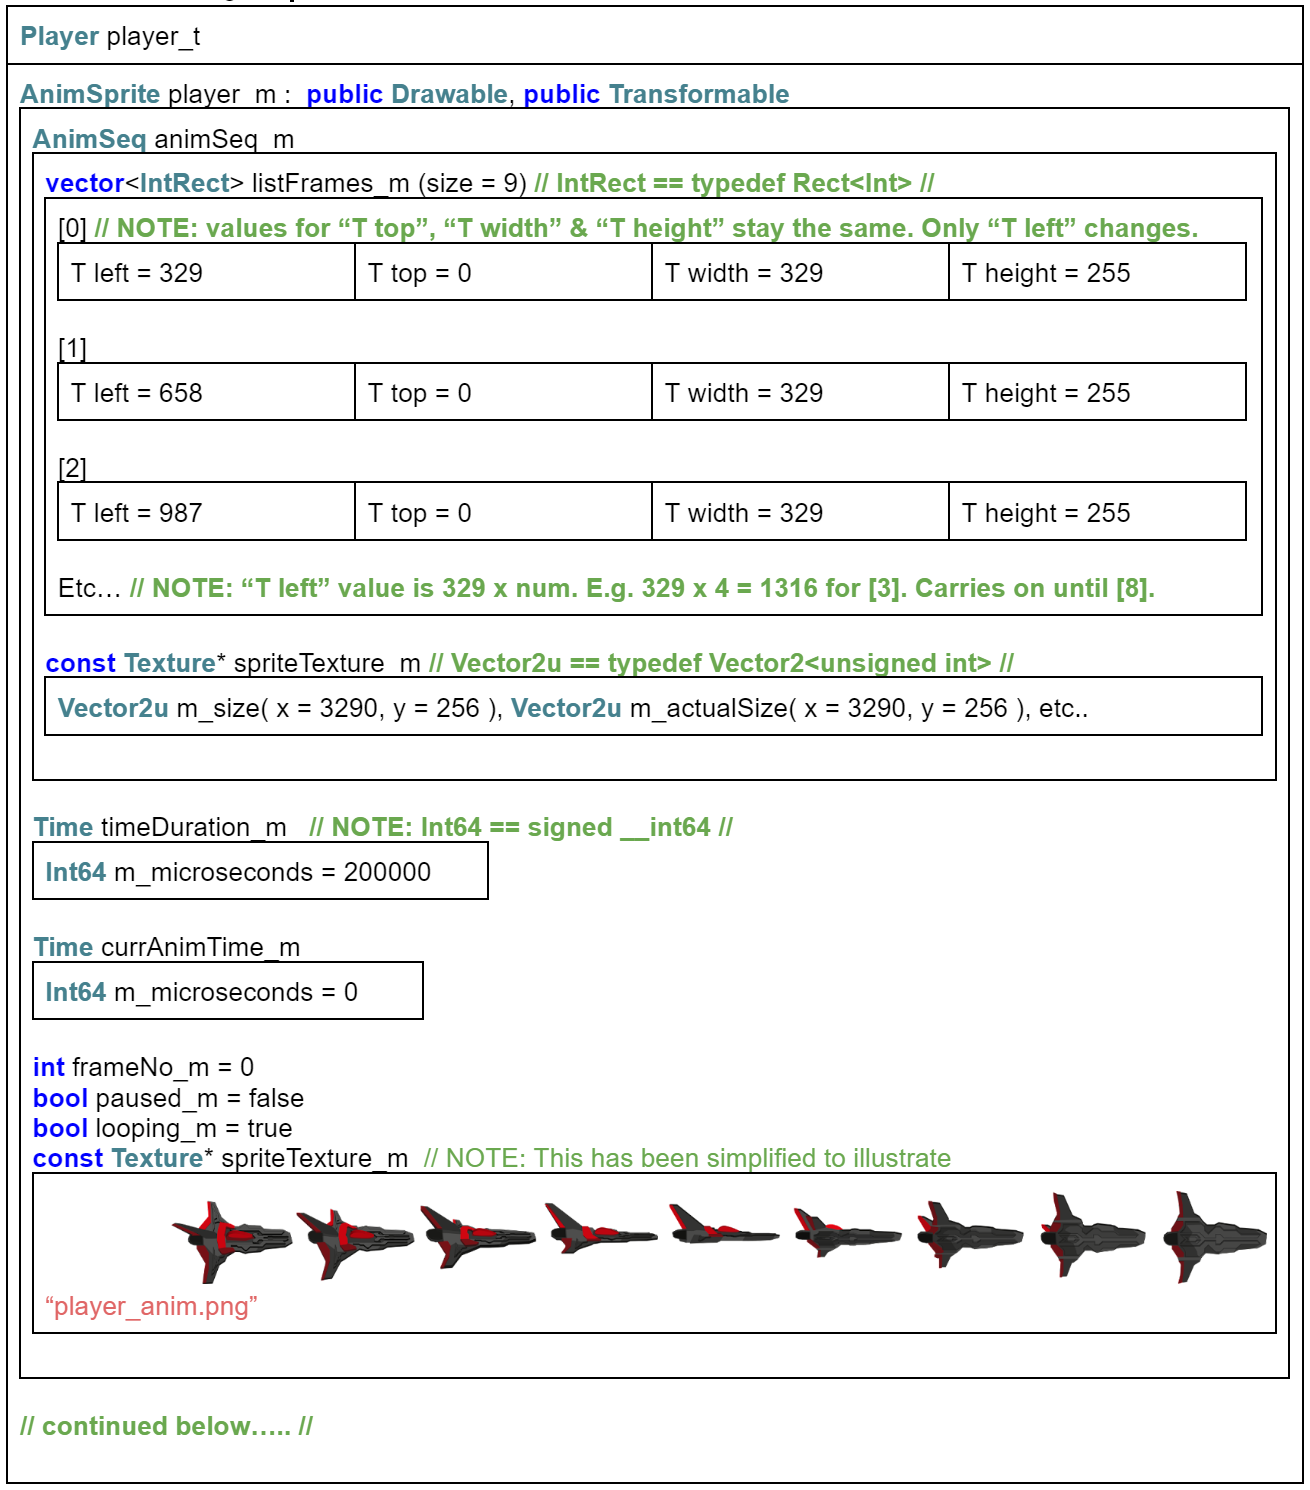 Player player_t
AnimSprite player_m : public Drawable, public Transformable
AnimSeq animSeq_m
vector<IntRect> listFrames_m (size = 9) // IntRect == typedef Rect<Int> //
[0] // NOTE: values for “T top”, “T width” & “T height” stay the same. Only “T left” changes.
T left = 329 T top = 0 T width = 329 T height = 255
[1]
T left = 658 T top = 0 T width = 329 T height = 255
[2]
T left = 987 T top = 0 T width = 329 T height = 255
Etc… // NOTE: “T left” value is 329 x num. E.g. 329 x 4 = 1316 for [3]. Carries on until [8].
const Texture* spriteTexture_m // Vector2u == typedef Vector2<unsigned int> //
Vector2u m_size( x = 3290, y = 256 ), Vector2u m_actualSize( x = 3290, y = 256 ), etc..
Time timeDuration_m // NOTE: Int64 == signed __int64 //
Int64 m_microseconds = 200000
Time currAnimTime_m
Int64 m_microseconds = 0
int frameNo_m = 0
bool paused_m = false
bool looping_m = true
const Texture* spriteTexture_m // NOTE: This has been simplified to illustrate
“player_anim.png”
// continued below….. //